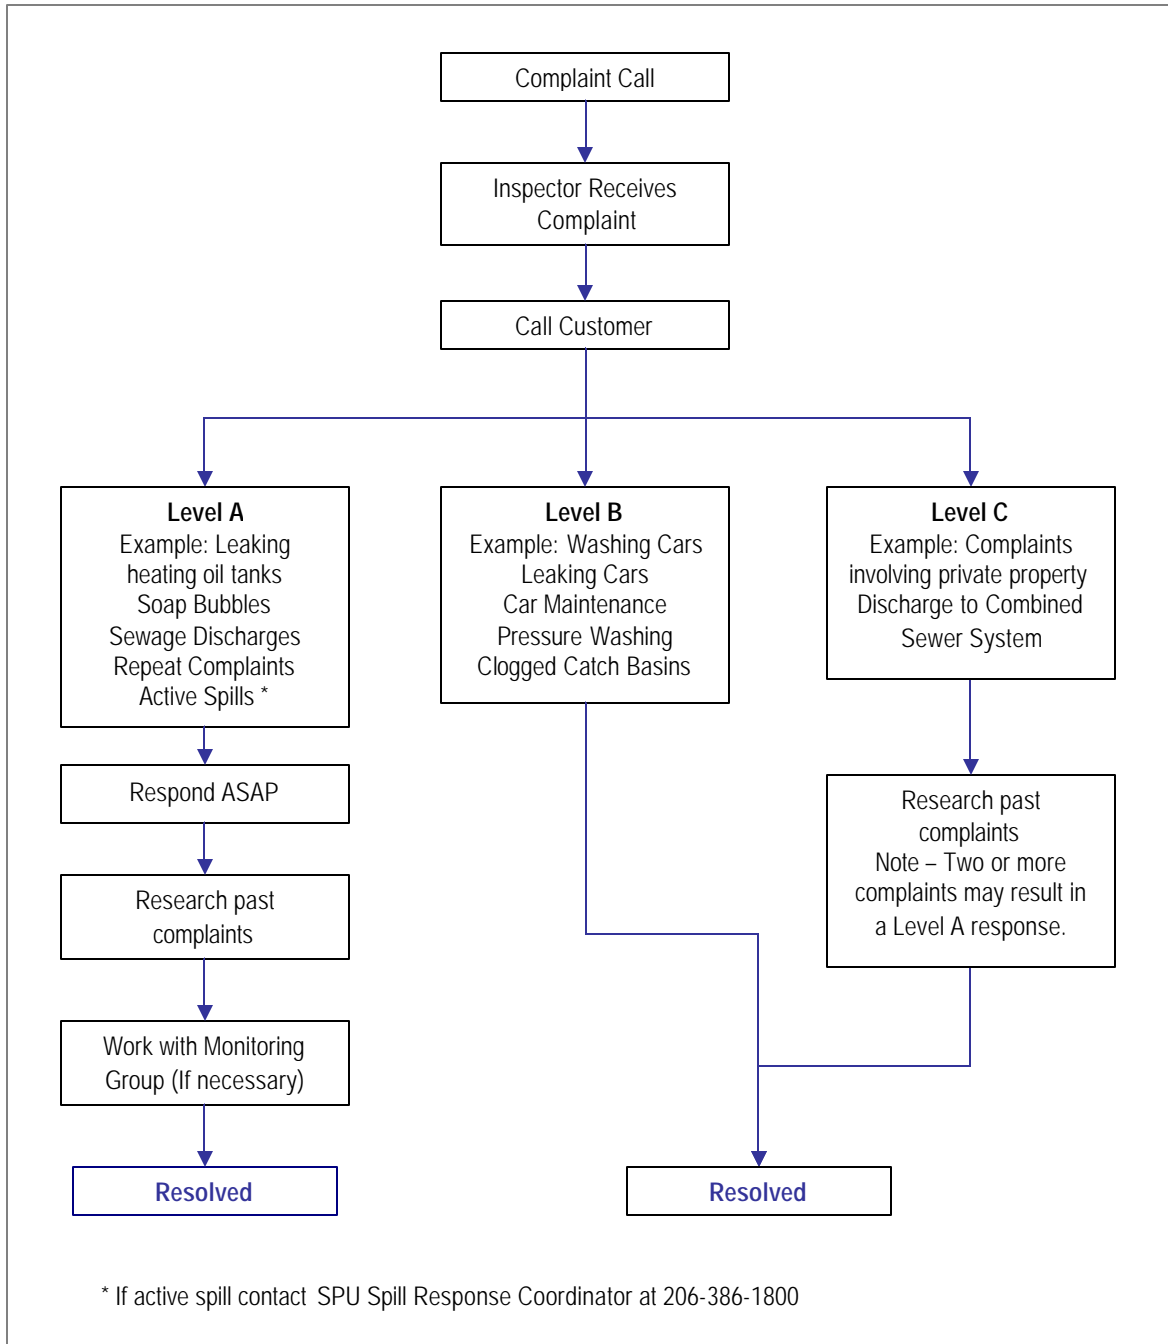 Complaint Call
Inspector Receives
Complaint
Call Customer
Level A
Example: Leaking
heating oil tanks
Soap Bubbles
Sewage Discharges
Repeat Complaints
Active Spills *
Respond ASAP
Research past
complaints
Work with Monitoring
Group (If necessary)
Resolved
Level B
Example: Washing Cars
Leaking Cars
Car Maintenance
Pressure Washing
Clogged Catch Basins
Level C
Example: Complaints
involving private property
Discharge to Combined
Sewer System
Research past
complaints
Note – Two or more
complaints may result in
a Level A response.
Resolved
* If active spill contact SPU Spill Response Coordinator at 206-386-1800